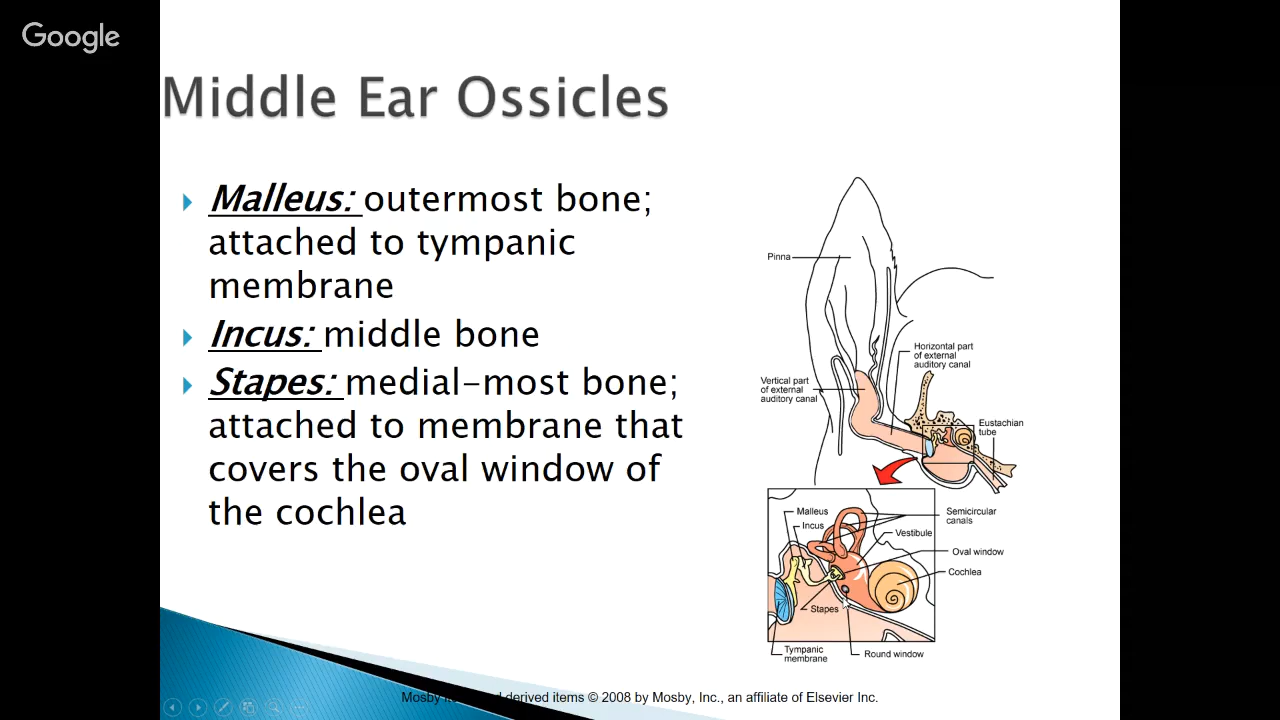 Google
Middle Ear Ossicles
Malleus: outermost bone;
attached to tympanic
membrane
Incus: middle bone
Stapes: medial-most bone;
attached to membrane that
covers the oval window of
the cochlea
Pinna
Horizontal part
of external
auditory canal
Vertical part
of external
auditory canal
Eustachian
tube
Malleus
Incus
Semicircular
canals
Vestibule
Oval window
Cochlea
Stapes
Tympanic
membrane
Round window
Mosby derived items © 2008 by Mosby, Inc., an affiliate of Elsevier Inc.